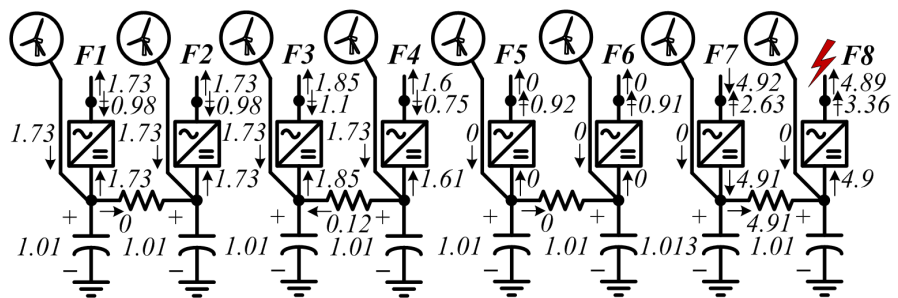 F1 F2 F3 F4 F5 F6 F7 F8
1.73 1.73 1.85 1.6 0 0 4.92 4.89
0.98 0.98 1.1 0.75 0.92 0.91 2.63 3.36
1.73 1.73 1.73 1.73 0 0 0 0
1.73 1.73 1.85 1.61 0 0 4.91 4.9
+ + + + + + + +
0 0.12 0 4.91
1.01 1.01 1.01 1.01 1.01 1.01 1.013 1.01
− − − − − − − −